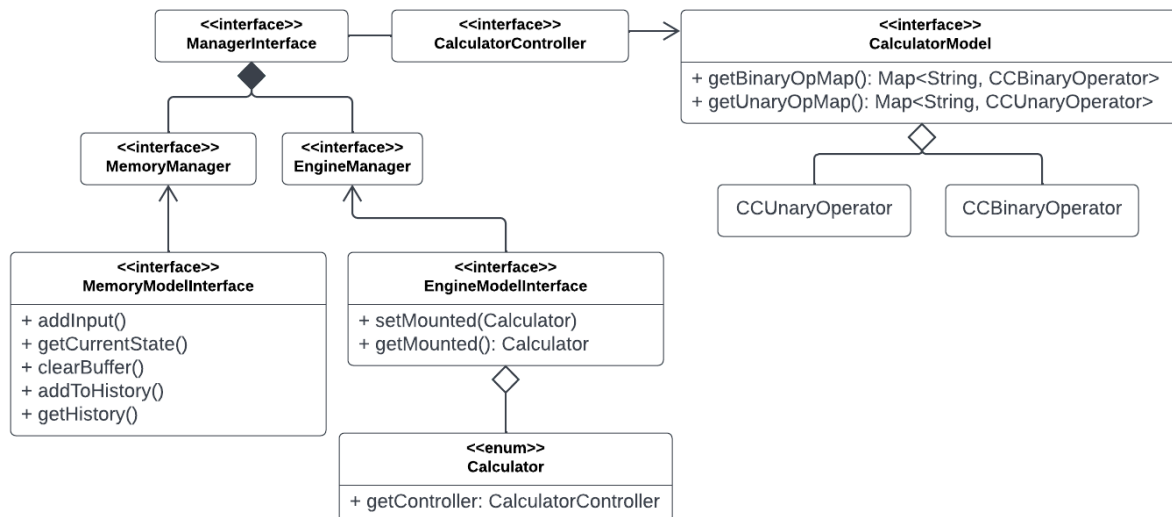 <<interface>>
ManagerInterface
<<interface>>
CalculatorController
<<interface>>
CalculatorModel
+ getBinaryOpMap(): Map<String, CCBinaryOperator>
+ getUnaryOpMap(): Map<String, CCUnaryOperator>
<<interface>>
MemoryManager
<<interface>>
EngineManager
CCUnaryOperator
CCBinaryOperator
<<interface>>
MemoryModelInterface
+ addInput()
+ getCurrentState()
+ clearBuffer()
+ addToHistory()
+ getHistory()
<<interface>>
EngineModelInterface
+ setMounted(Calculator)
+ getMounted(): Calculator
<<enum>>
Calculator
+ getController: CalculatorController